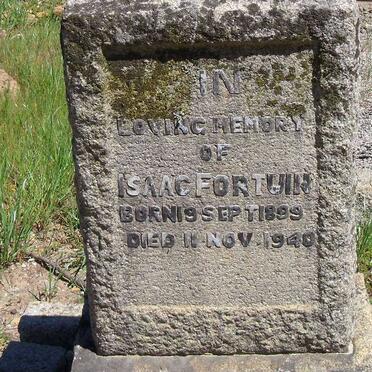 IN
LOVING MEMORY
OF
ISAAC FORTUIN
BORN 19 SEPT 1899
DIED 11 NOV. 1940